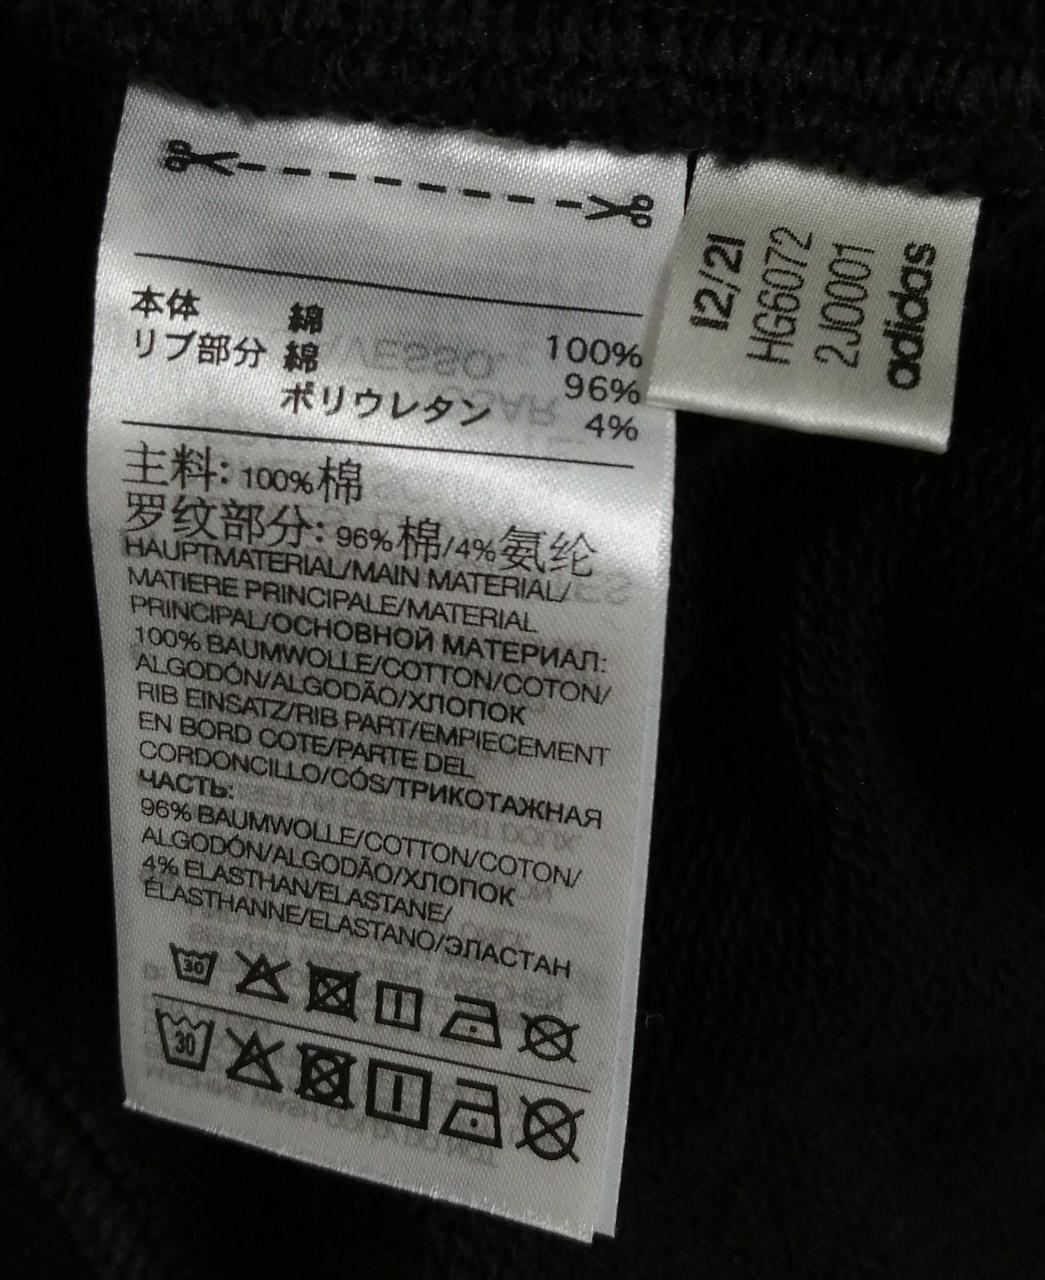 本体 綿 100%
リブ部分 綿 96%
ポリウレタン 4%
主料: 100%棉
罗纹部分: 96%棉/4%氨纶
HAUPTMATERIAL/MAIN MATERIAL/
MATIERE PRINCIPALE/MATERIAL
PRINCIPAL/ОСНОВНОЙ МАТЕРИАЛ:
100% BAUMWOLLE/COTTON/COTON/
ALGODÓN/ALGODÃO/ХЛОПОК
RIB EINSATZ/RIB PART/EMPIECEMENT
EN BORD COTE/PARTE DEL
CORDONCILLO/CÓS/ТРИКОТАЖНАЯ
ЧАСТЬ:
96% BAUMWOLLE/COTTON/COTON/
ALGODÓN/ALGODÃO/ХЛОПОК
4% ELASTHAN/ELASTANE/
ÉLASTHANNE/ELASTANO/ЭЛАСТАН
30
30
12/21
HG6072
2J0001
adidas